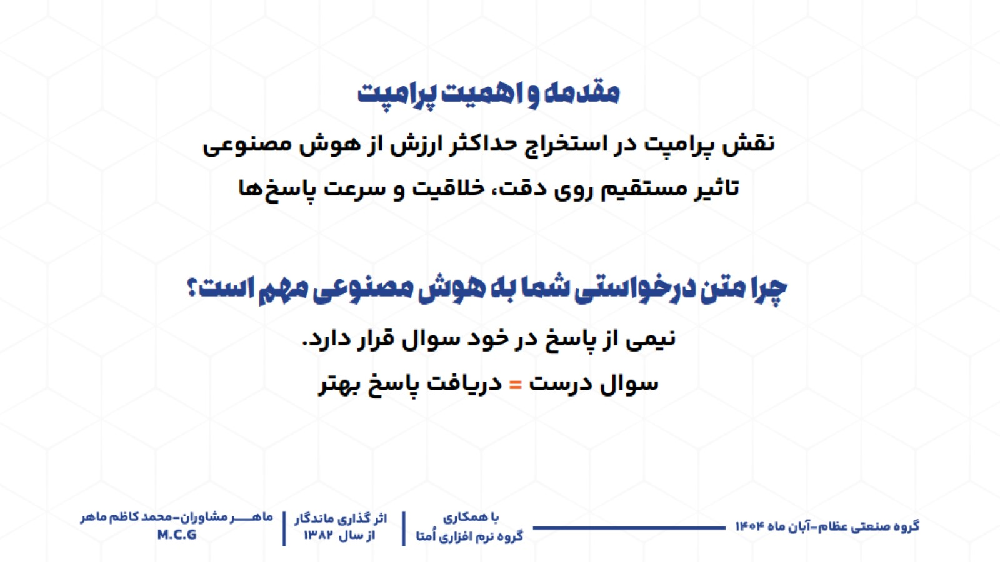 مقدمه و اهمیت پرامپت
نقش پرامپت در استخراج حداکثر ارزش از هوش مصنوعی
تاثیر مستقیم روی دقت، خلاقیت و سرعت پاسخ‌ها
چرا متن درخواستی شما به هوش مصنوعی مهم است؟
نیمی از پاسخ در خود سوال قرار دارد.
سوال درست = دریافت پاسخ بهتر
گروه صنعتی عظام-آبان ماه ۱۴۰۴
با همکاری
گروه نرم افزاری اُمتا
اثر گذاری ماندگار
از سال ۱۳۸۲
ماهـــر مشاوران-محمد کاظم ماهر
M.C.G